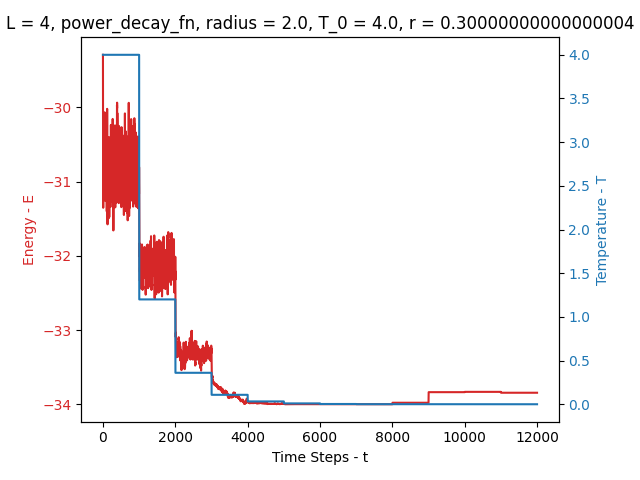 L = 4, power_decay_fn, radius = 2.0, T_0 = 4.0, r = 0.30000000000000004
−30
−31
−32
−33
−34
Energy - E
4.0
3.5
3.0
2.5
2.0
1.5
1.0
0.5
0.0
Temperature - T
0 2000 4000 6000 8000 10000 12000
Time Steps - t